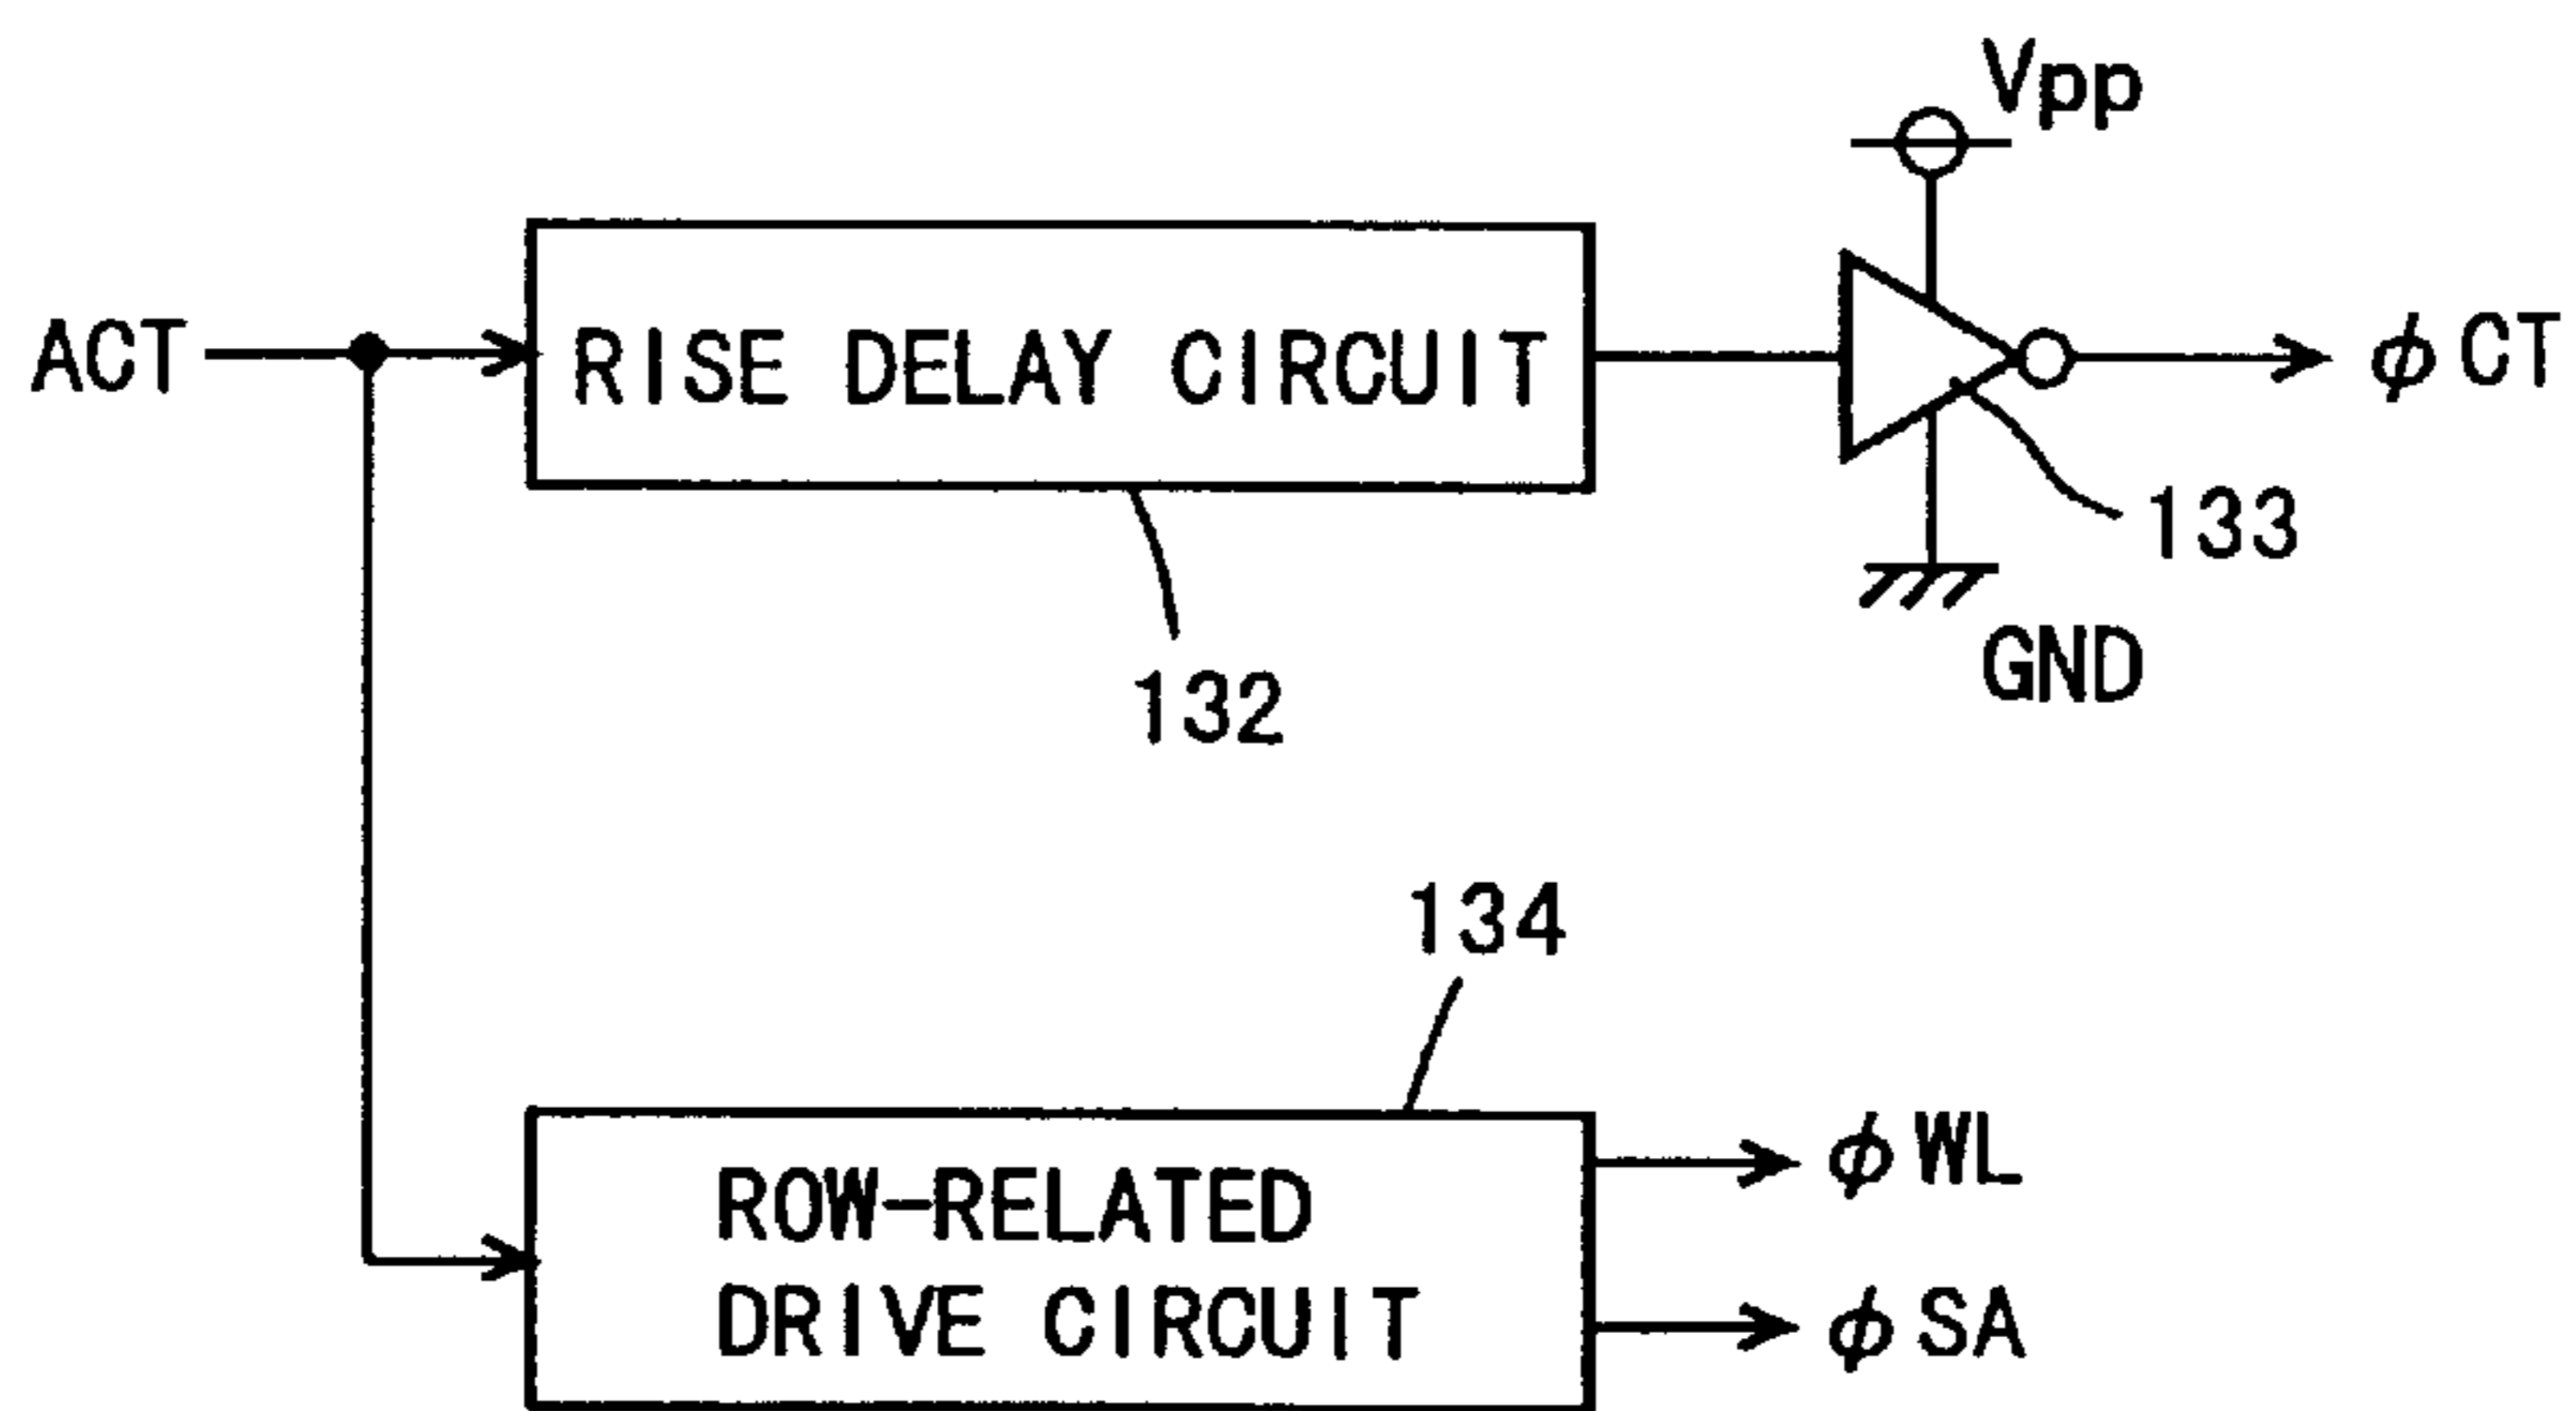 Vpp
ACT
RISE DELAY CIRCUIT
φCT
133
GND
132
134
ROW-RELATED
DRIVE CIRCUIT
φWL
φSA